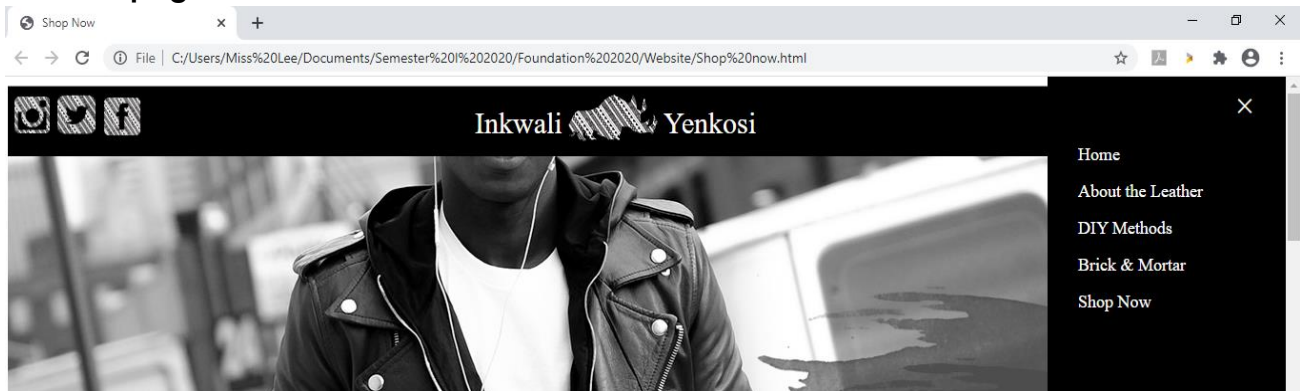 Shop Now
File | C:/Users/Miss%20Lee/Documents/Semester%20I%202020/Foundation%202020/Website/Shop%20now.html
Inkwali Yenkosi
Home
About the Leather
DIY Methods
Brick & Mortar
Shop Now